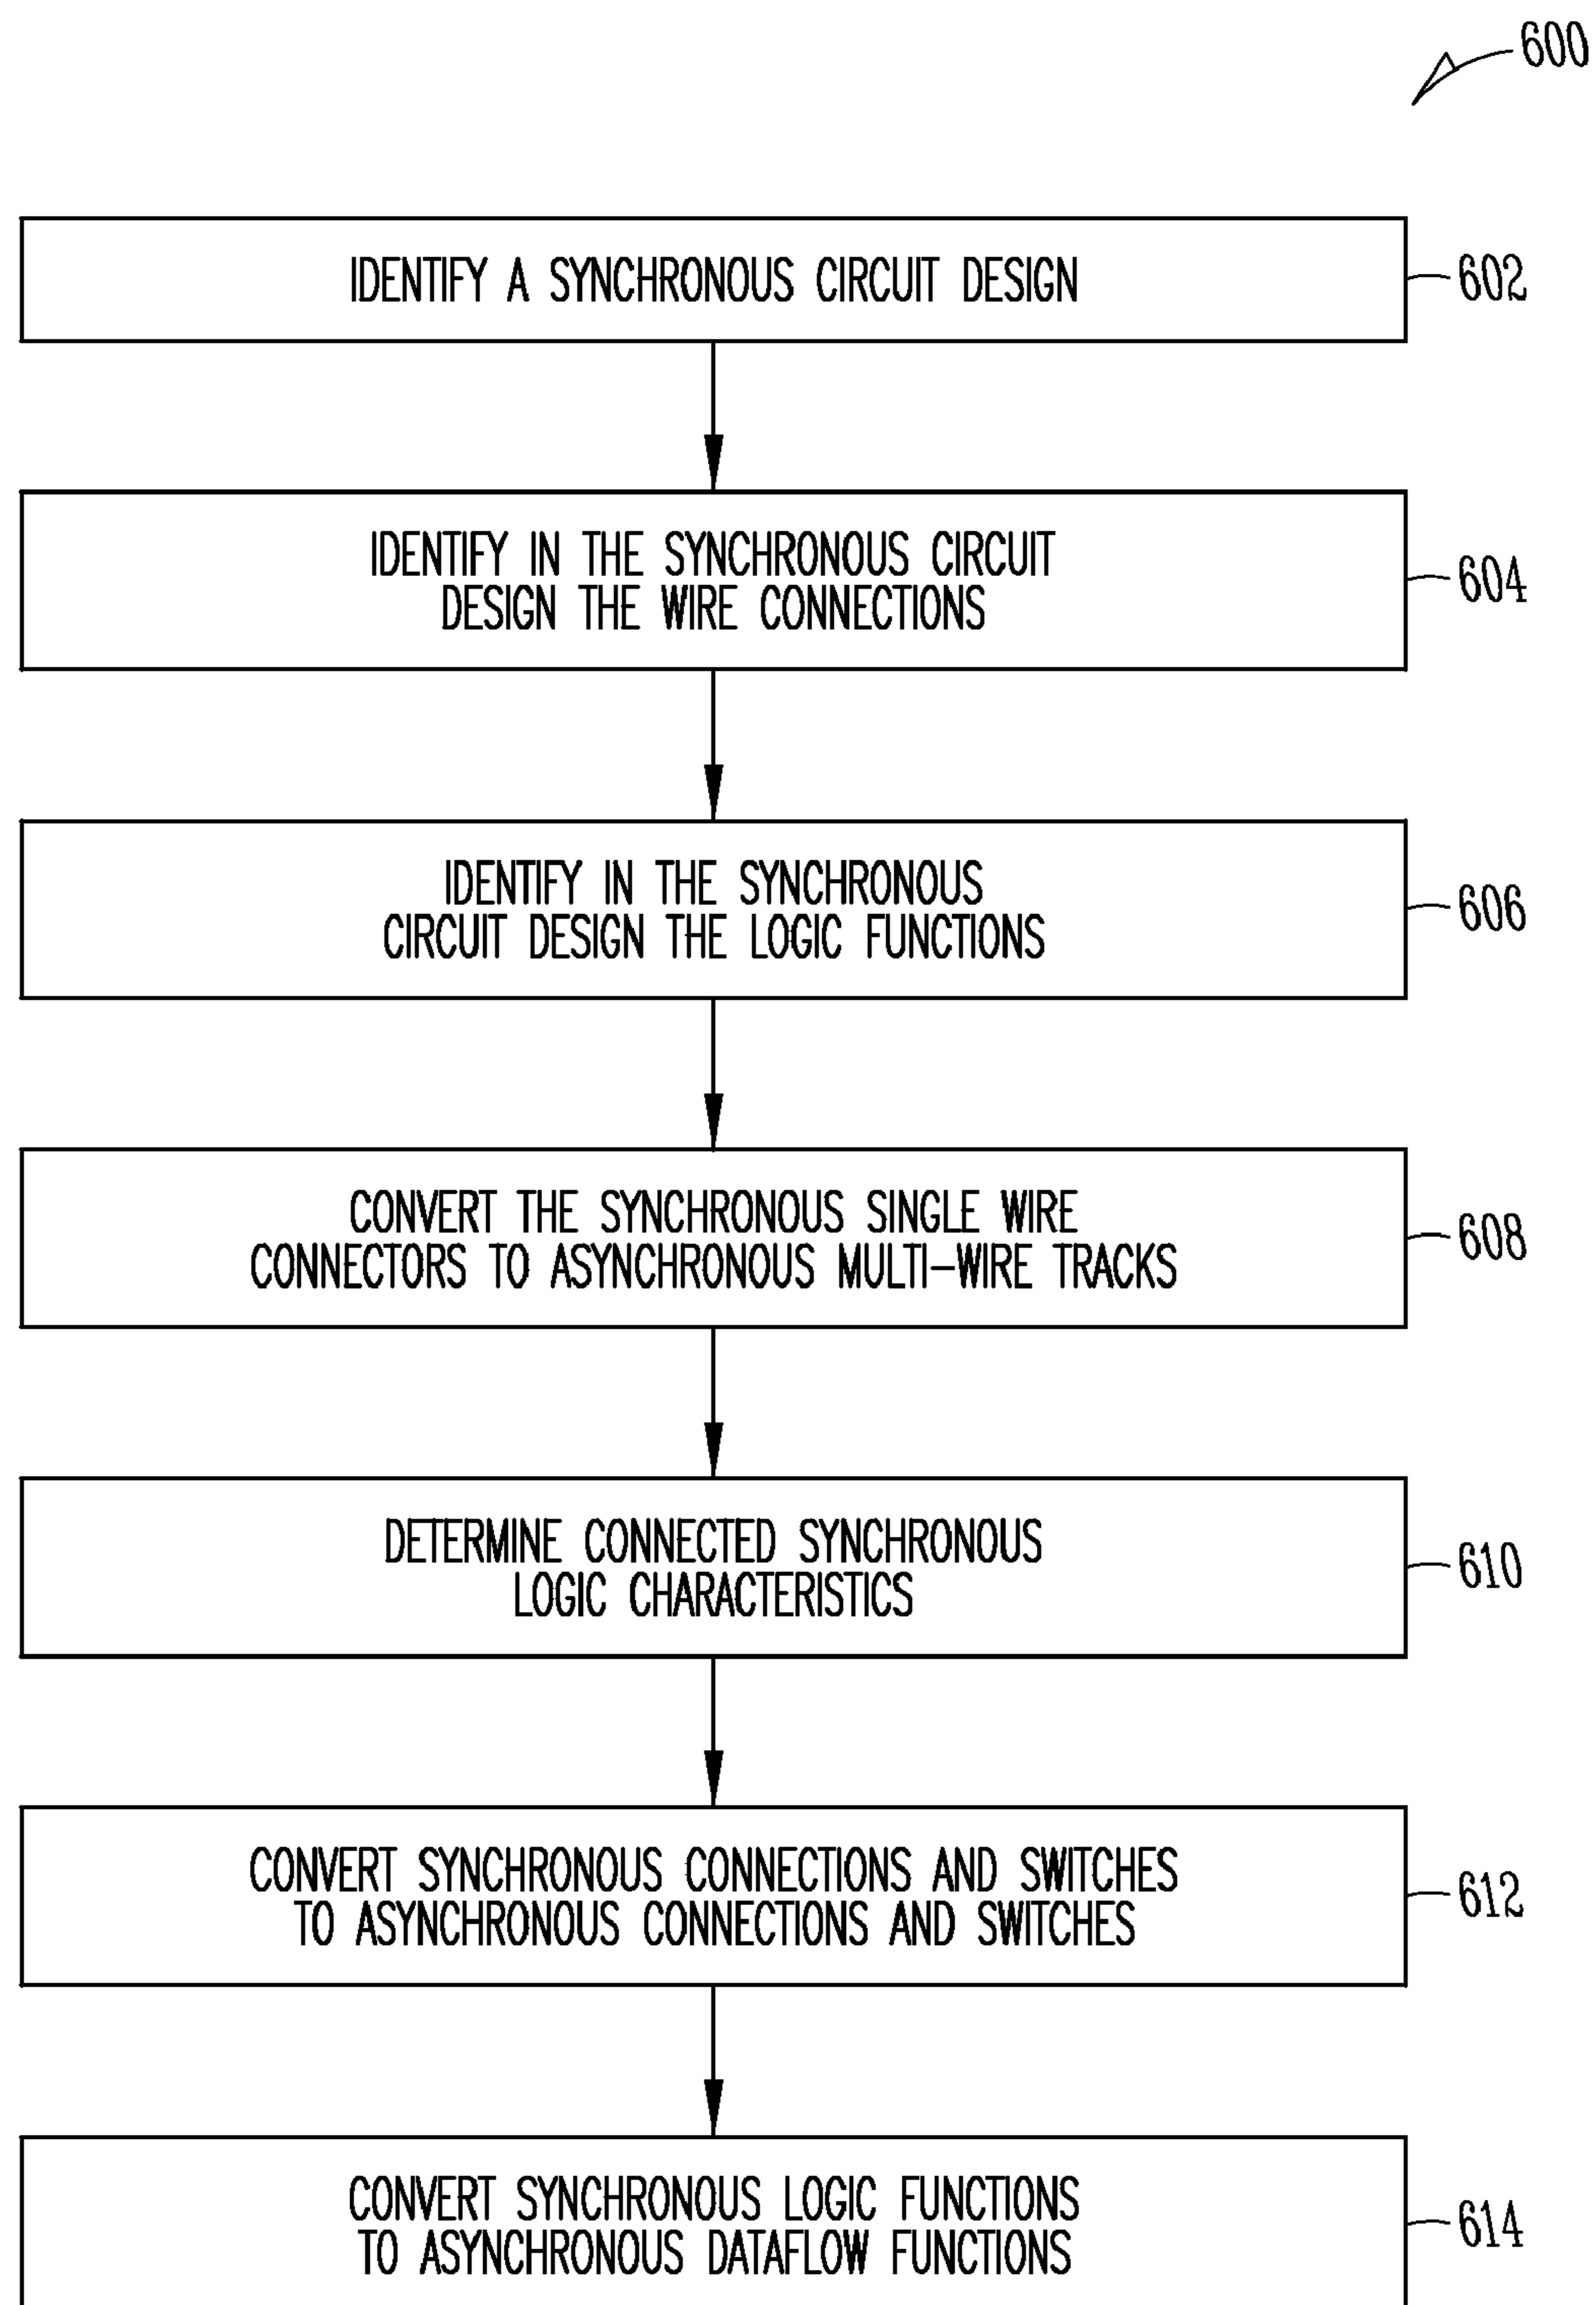 600
IDENTIFY A SYNCHRONOUS CIRCUIT DESIGN
602
IDENTIFY IN THE SYNCHRONOUS CIRCUIT
DESIGN THE WIRE CONNECTIONS
604
IDENTIFY IN THE SYNCHRONOUS
CIRCUIT DESIGN THE LOGIC FUNCTIONS
606
CONVERT THE SYNCHRONOUS SINGLE WIRE
CONNECTORS TO ASYNCHRONOUS MULTI-WIRE TRACKS
608
DETERMINE CONNECTED SYNCHRONOUS
LOGIC CHARACTERISTICS
610
CONVERT SYNCHRONOUS CONNECTIONS AND SWITCHES
TO ASYNCHRONOUS CONNECTIONS AND SWITCHES
612
CONVERT SYNCHRONOUS LOGIC FUNCTIONS
TO ASYNCHRONOUS DATAFLOW FUNCTIONS
614